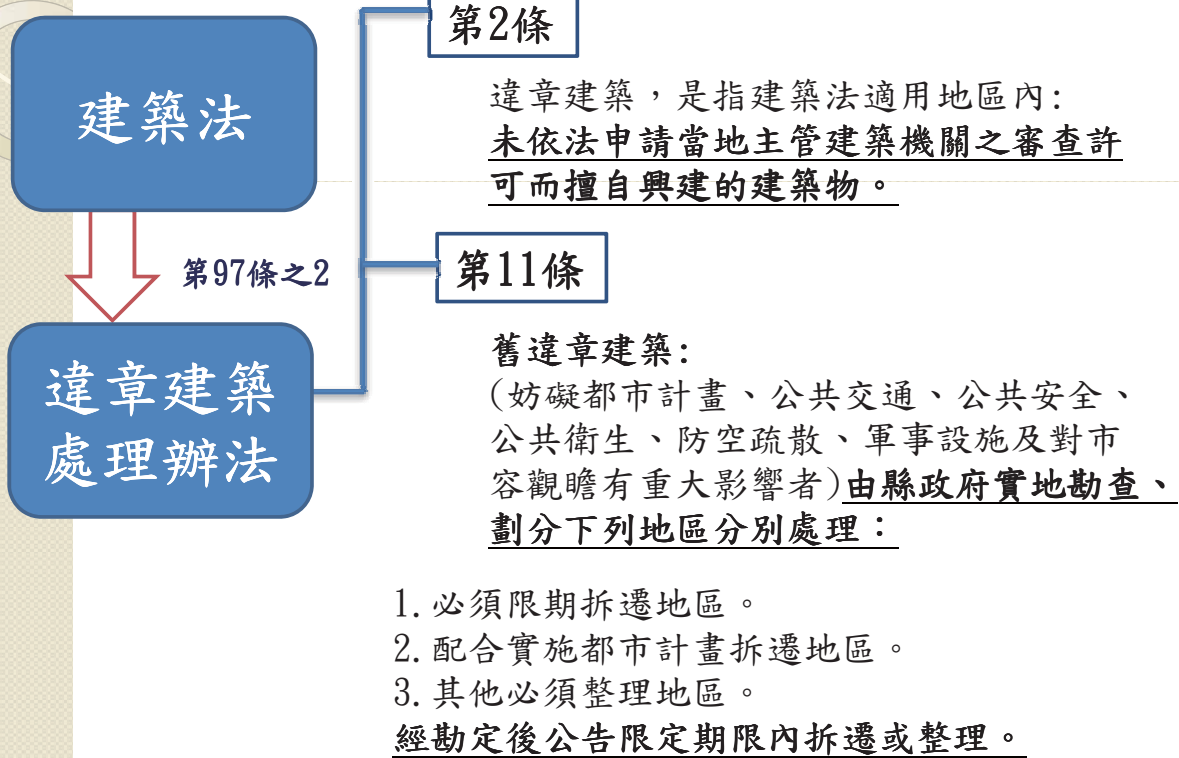 建築法
第97條之2
違章建築
處理辦法
第2條
違章建築，是指建築法適用地區內:
未依法申請當地主管建築機關之審查許
可而擅自興建的建築物。
第11條
舊違章建築:
(妨礙都市計畫、公共交通、公共安全、
公共衛生、防空疏散、軍事設施及對市
容觀瞻有重大影響者)由縣政府實地勘查、
劃分下列地區分別處理：
1.必須限期拆遷地區。
2.配合實施都市計畫拆遷地區。
3.其他必須整理地區。
經勘定後公告限定期限內拆遷或整理。